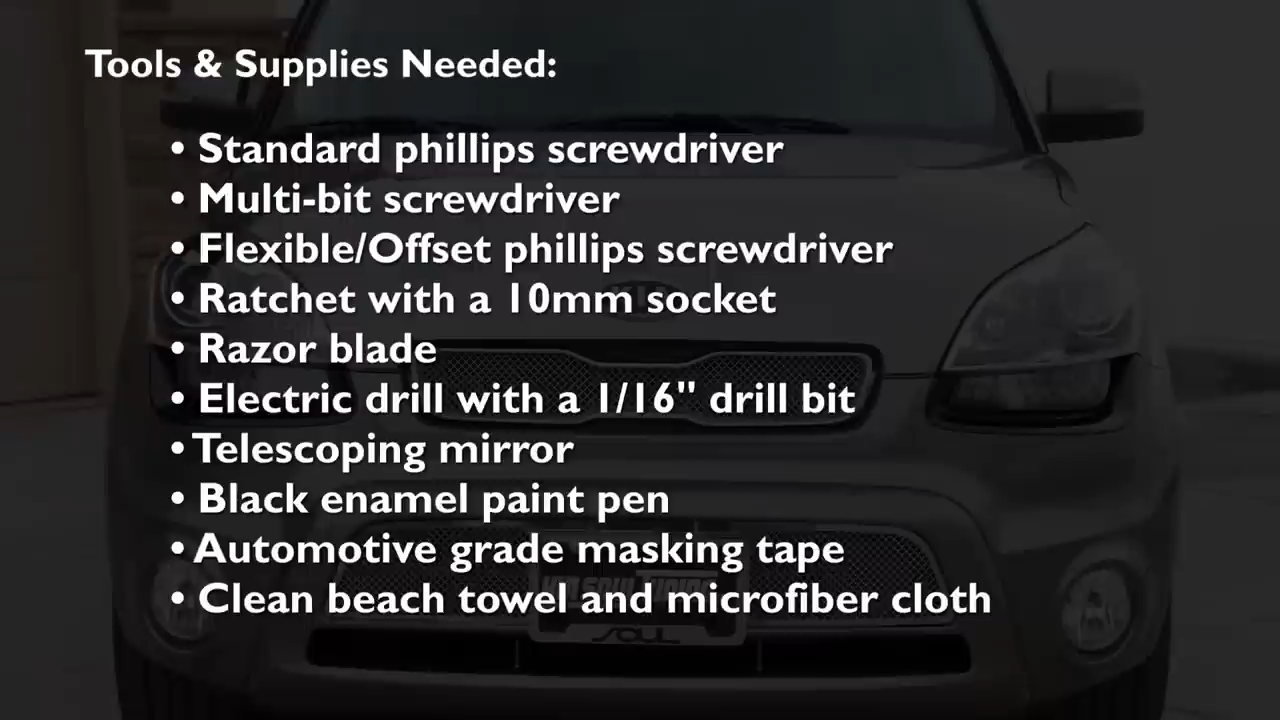 Tools & Supplies Needed:
• Standard phillips screwdriver
• Multi-bit screwdriver
• Flexible/Offset phillips screwdriver
• Ratchet with a 10mm socket
• Razor blade
• Electric drill with a 1/16" drill bit
• Telescoping mirror
• Black enamel paint pen
• Automotive grade masking tape
• Clean beach towel and microfiber cloth
SOUL